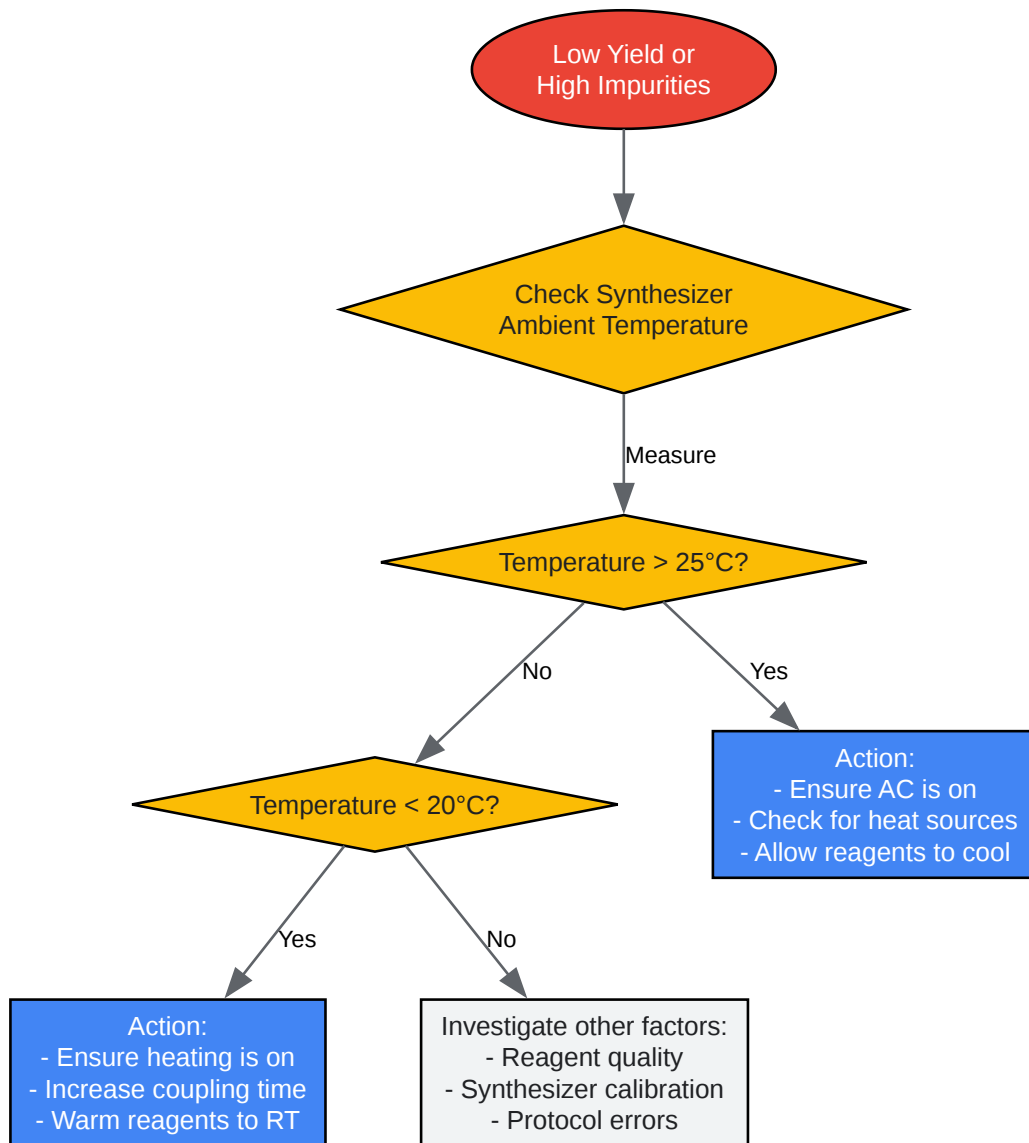 Low Yield or
High Impurities
Check Synthesizer
Ambient Temperature
Measure
Temperature > 25°C?
No
Yes
Action:
- Ensure AC is on
- Check for heat sources
- Allow reagents to cool
Temperature < 20°C?
Yes
No
Action:
- Ensure heating is on
- Increase coupling time
- Warm reagents to RT
Investigate other factors:
- Reagent quality
- Synthesizer calibration
- Protocol errors